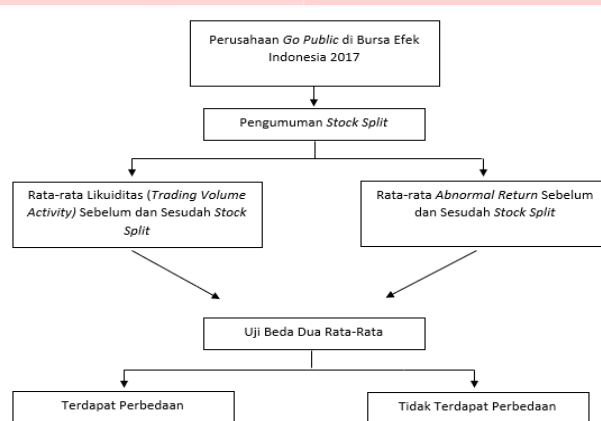 Perusahaan Go Public di Bursa Efek
Indonesia 2017
Pengumuman Stock Split
Rata-rata Likuiditas (Trading Volume
Activity) Sebelum dan Sesudah Stock
Split
Rata-rata Abnormal Return Sebelum
dan Sesudah Stock Split
Uji Beda Dua Rata-Rata
Terdapat Perbedaan
Tidak Terdapat Perbedaan